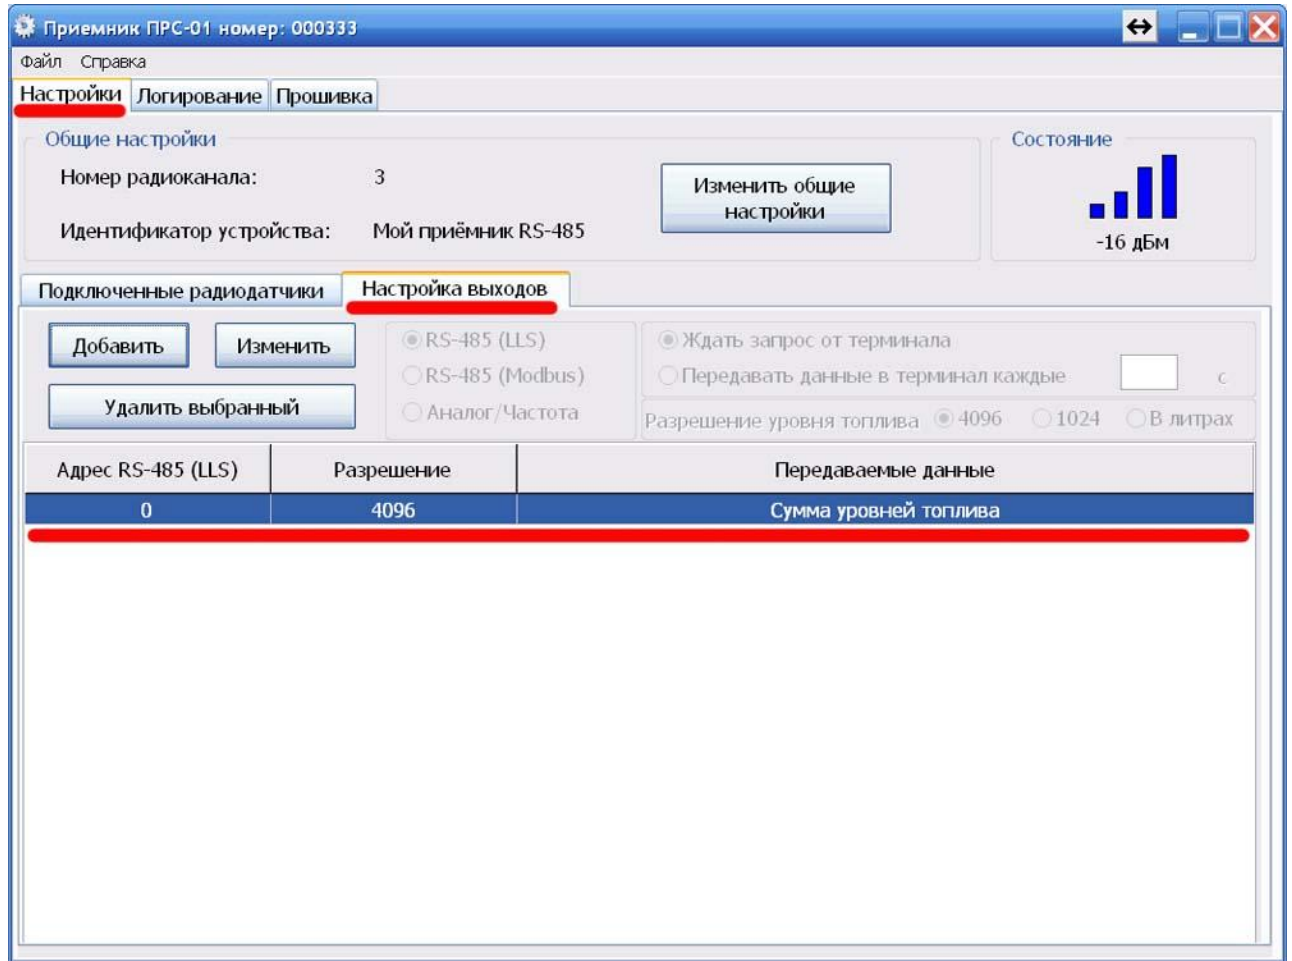 Приемник ПРС-01 номер: 000333
Файл Справка
Настройки Логирование Прошивка
Общие настройки
Состояние
Номер радиоканала: 3
Изменить общие
настройки
Идентификатор устройства: Мой приёмник RS-485
-16 дБм
Подключенные радиодатчики Настройка выходов
Добавить Изменить
RS-485 (LLS)
Ждать запрос от терминала
RS-485 (Modbus)
Передавать данные в терминал каждые с
Удалить выбранный
Аналог/Частота
Разрешение уровня топлива 4096 1024 В литрах
Адрес RS-485 (LLS) Разрешение Передаваемые данные
0 4096 Сумма уровней топлива